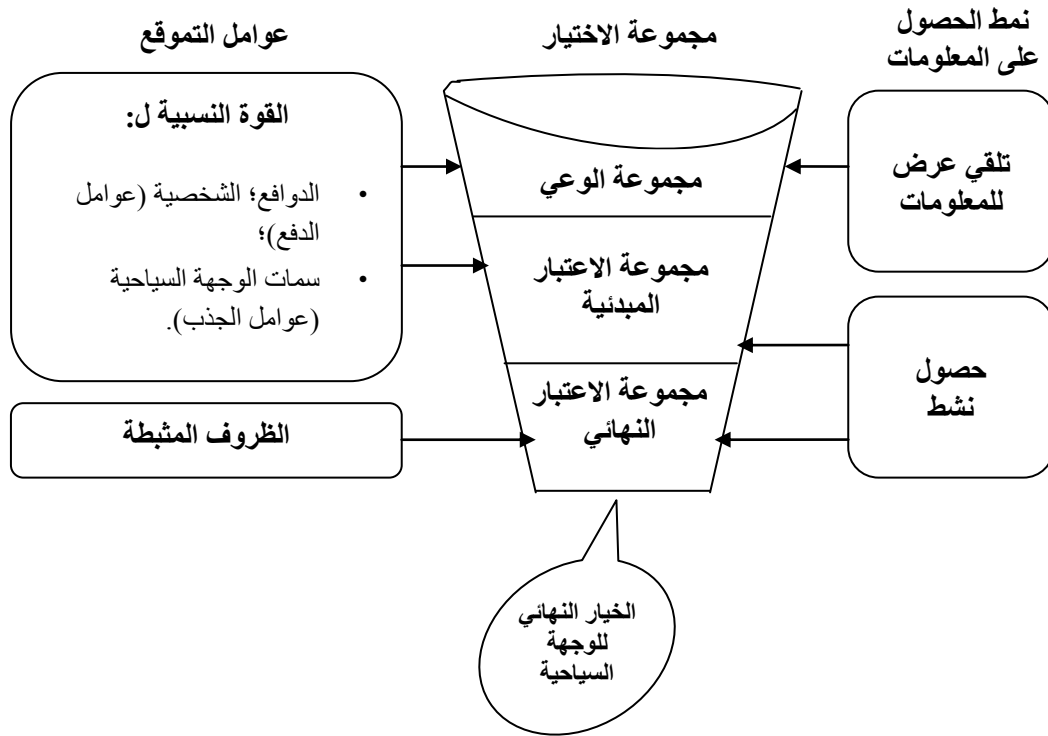 نمط الحصول
على المعلومات
مجموعة الاختيار
عوامل التموقع
تلقي عرض
للمعلومات
حصول
نشط
مجموعة الوعي
مجموعة الاعتبار
المبدئية
مجموعة الاعتبار
النهائي
القوة النسبية ل:
• الدوافع؛ الشخصية (عوامل
الدفع)؛
• سمات الوجهة السياحية
(عوامل الجذب).
الظروف المثبطة
الخيار النهائي
للوجهة
السياحية